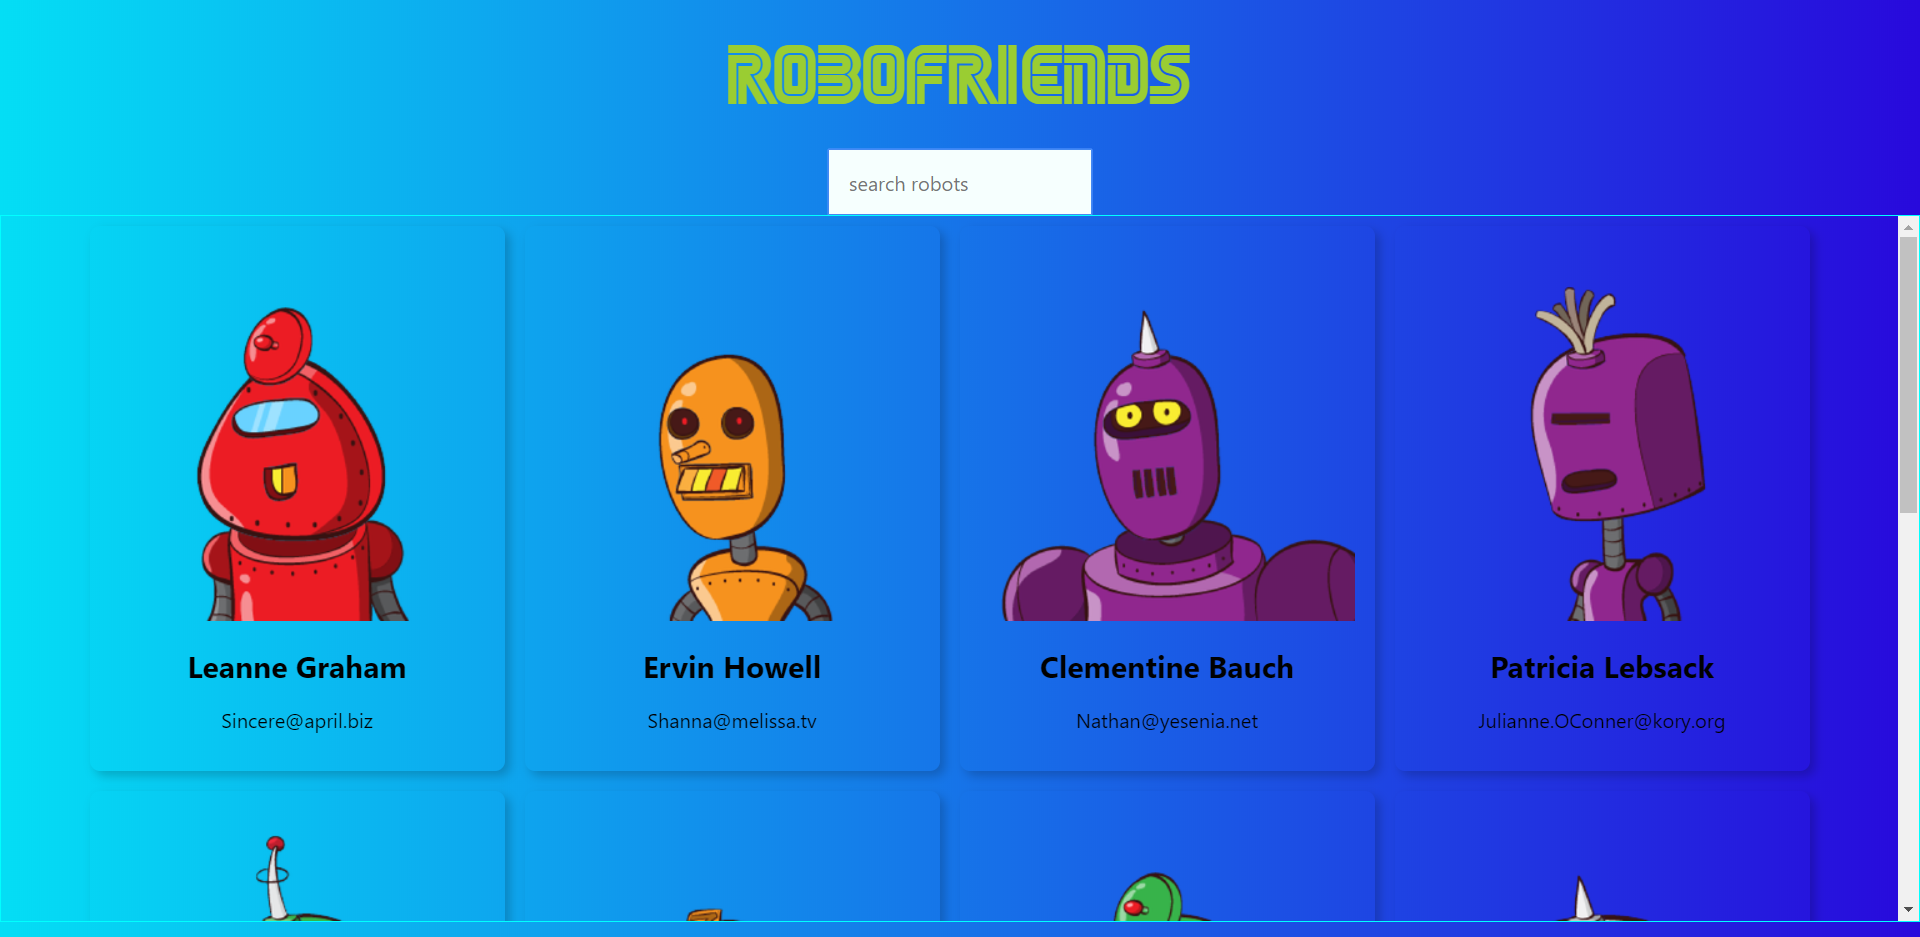 ROBOFRIENDS
search robots
Leanne Graham
Sincere@april.biz
Ervin Howell
Shanna@melissa.tv
Clementine Bauch
Nathan@yesenia.net
Patricia Lebsack
Julianne.OConner@kory.org